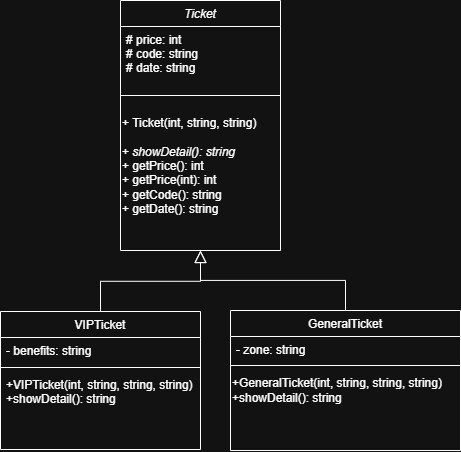 Ticket
# price: int
# code: string
# date: string
+ Ticket(int, string, string)
+ showDetail(): string
+ getPrice(): int
+ getPrice(int): int
+ getCode(): string
+ getDate(): string
VIPTicket
- benefits: string
+VIPTicket(int, string, string, string)
+showDetail(): string
GeneralTicket
- zone: string
+GeneralTicket(int, string, string, string)
+showDetail(): string